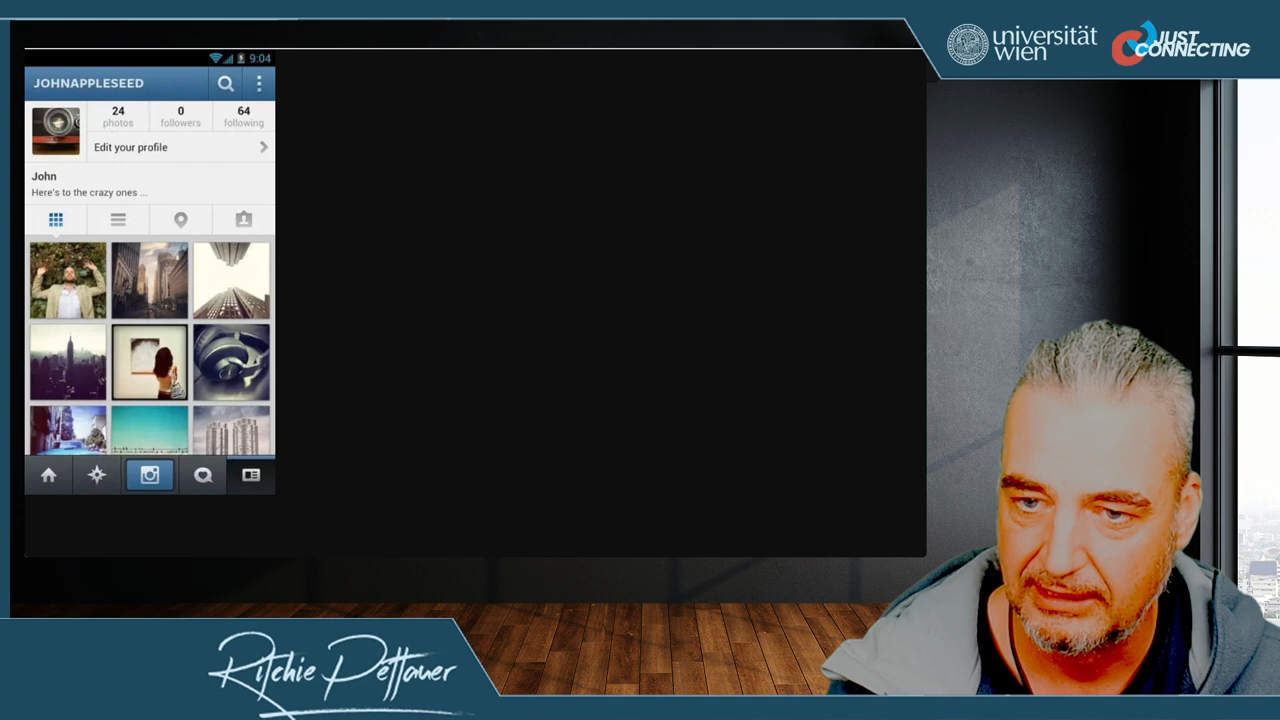 universität
wien
JUST
CONNECTING
9:04
JOHNAPPLESEED
24
photos
0
followers
64
following
Edit your profile
John
Here's to the crazy ones ...
Ritchie Pettauer